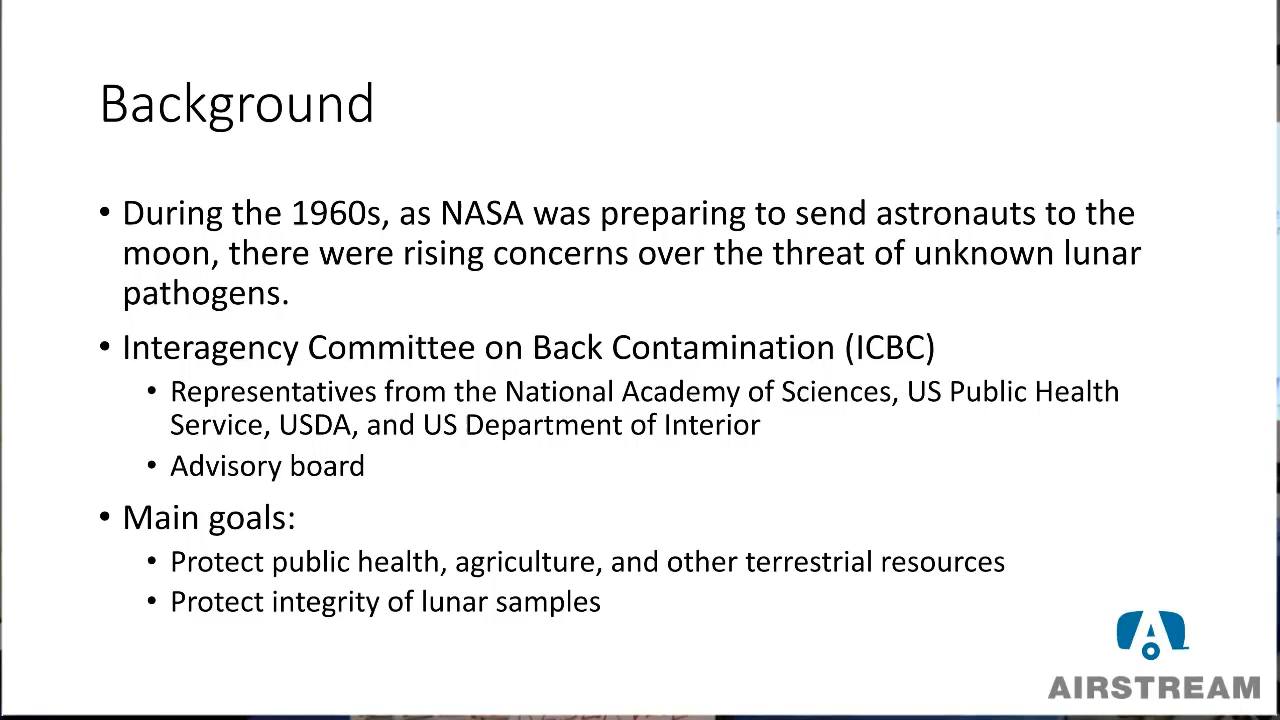 Background
• During the 1960s, as NASA was preparing to send astronauts to the
moon, there were rising concerns over the threat of unknown lunar
pathogens.
• Interagency Committee on Back Contamination (ICBC)
• Representatives from the National Academy of Sciences, US Public Health
Service, USDA, and US Department of Interior
• Advisory board
• Main goals:
• Protect public health, agriculture, and other terrestrial resources
• Protect integrity of lunar samples
AIRSTREAM